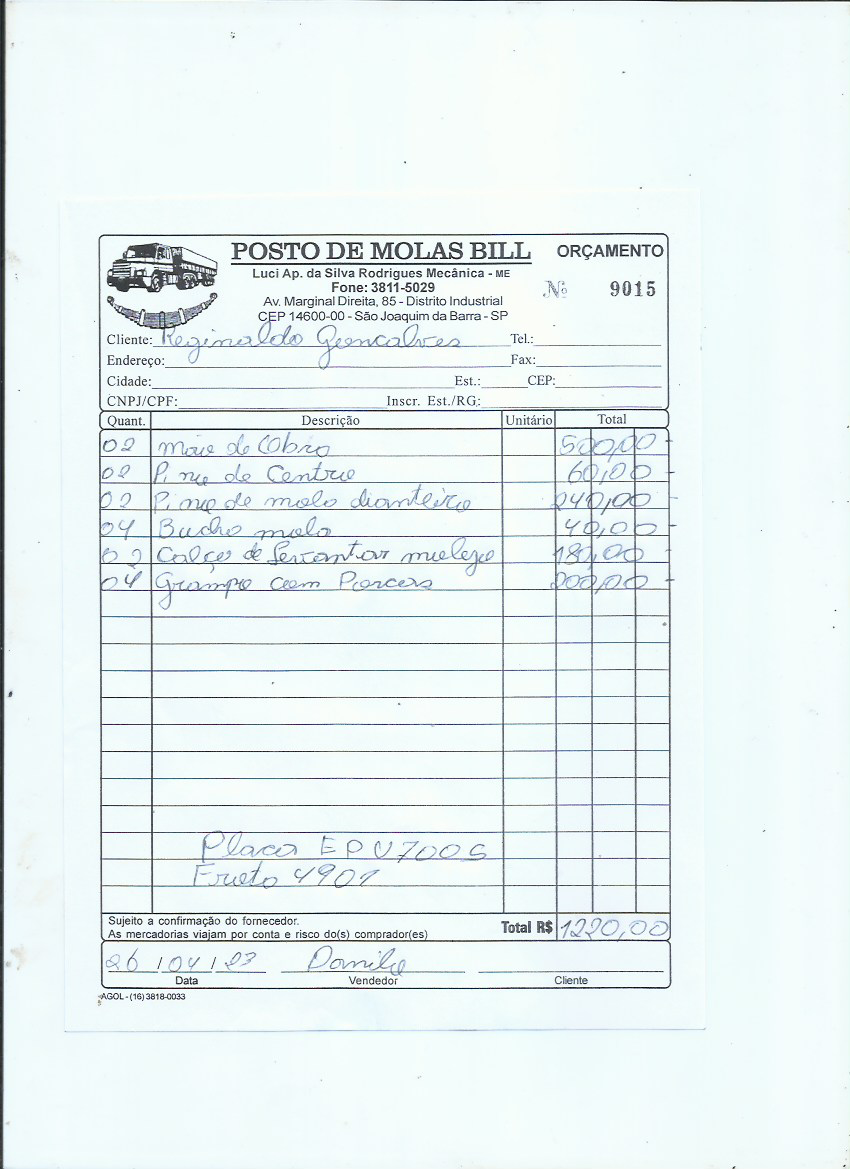 POSTO DE MOLAS BILL
ORÇAMENTO
Luci Ap. da Silva Rodrigues Mecânica - ME
Fone: 3811-5029
Nº 9015
Av. Marginal Direita, 85 - Distrito Industrial
CEP 14600-00 - São Joaquim da Barra - SP
Cliente: Reginaldo Goncalves Tel.:
Endereço: Fax:
Cidade: Est.: CEP:
CNPJ/CPF: Inscr. Est./RG:
Quant. Descrição Unitário Total
02 mão de Obra 500,00
02 Pino de Centro 60,00
02 Pino de mola dianteiro 240,00
04 Bucha mola 40,00
02 Calço de Levantar 180,00
04 Grampo com Porcas 200,00
Placa EPU7005
Frota 4901
Sujeito a confirmação do fornecedor.
As mercadorias viajam por conta e risco do(s) comprador(es)
Total R$ 1220,00
26/04/23 Danilo
Data Vendedor Cliente
AGOL - (16) 3818-0033